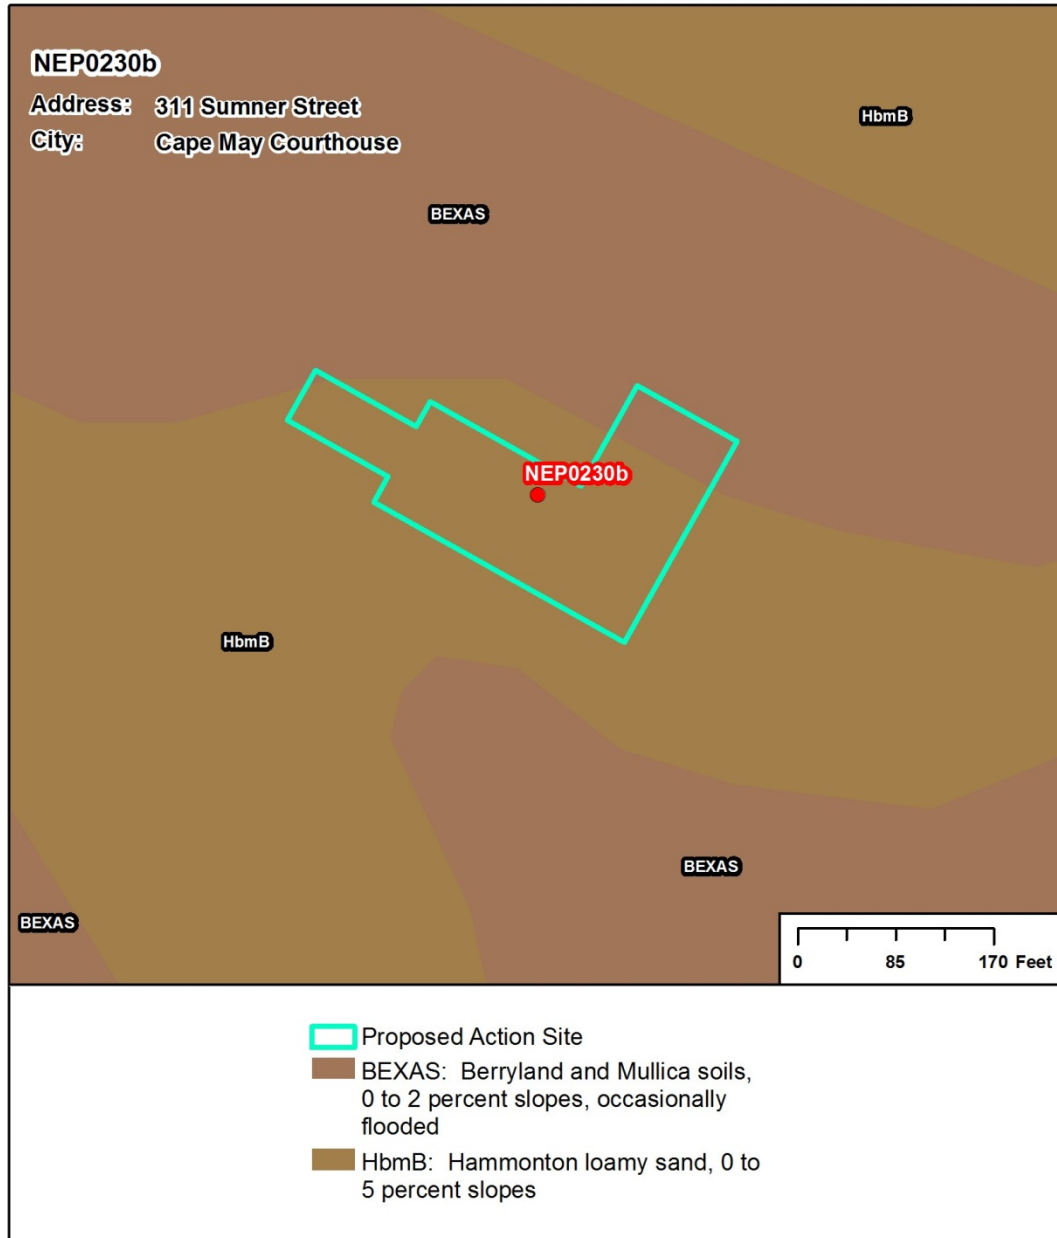 NEP0230b
Address: 311 Sumner Street
City: Cape May Courthouse
HbmB
BEXAS
NEP0230b
HbmB
BEXAS
BEXAS
0 85 170 Feet
Proposed Action Site
BEXAS: Berryland and Mullica soils,
0 to 2 percent slopes, occasionally
flooded
HbmB: Hammonton loamy sand, 0 to
5 percent slopes